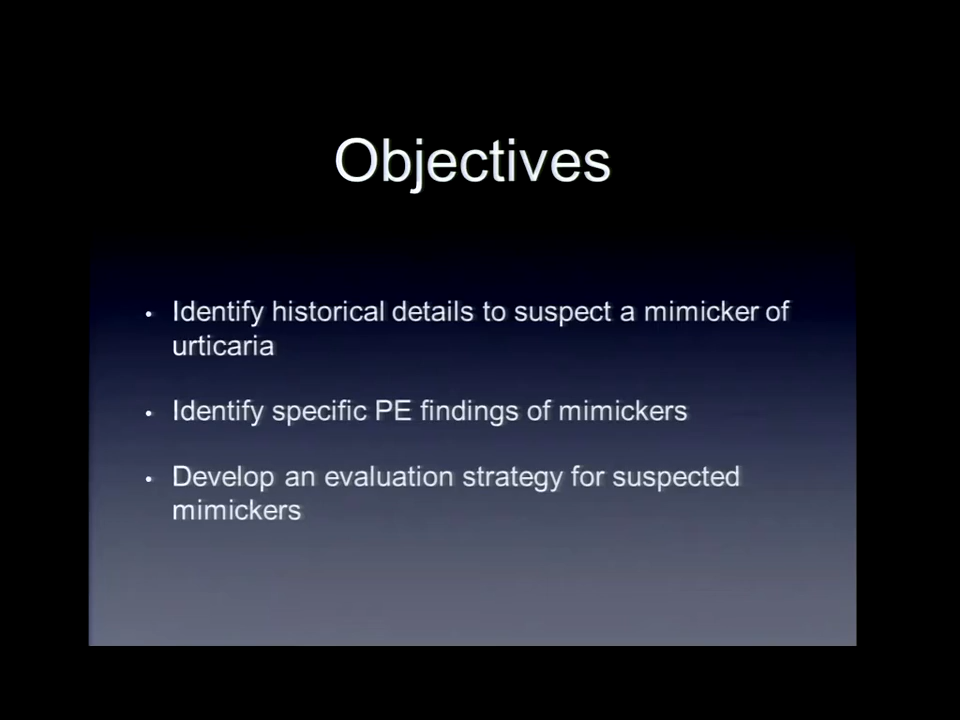 Objectives
• Identify historical details to suspect a mimicker of
urticaria
• Identify specific PE findings of mimickers
• Develop an evaluation strategy for suspected
mimickers